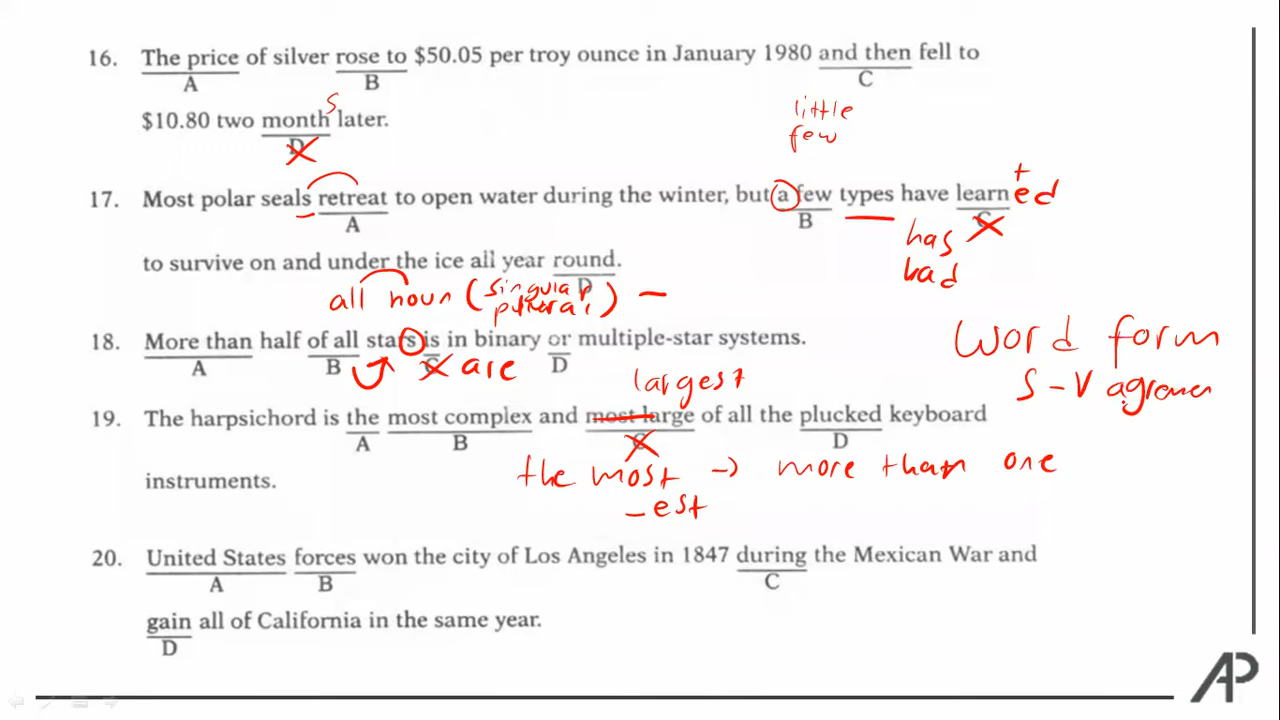 16. The price of silver rose to $50.05 per troy ounce in January 1980 and then fell to
A B C
s
little
few
$10.80 two month later.
D
17. Most polar seals retreat to open water during the winter, but a few types have learn
t
ed
A B C
has
had
to survive on and under the ice all year round.
D
all noun (singular
plural)
18. More than half of all stars is in binary or multiple-star systems.
A B C D
are
Word form
S-V
largest
19. The harpsichord is the most complex and most large of all the plucked keyboard
A B C D
the most → more than one
instruments.
-est
20. United States forces won the city of Los Angeles in 1847 during the Mexican War and
A B C
gain all of California in the same year.
D
AP